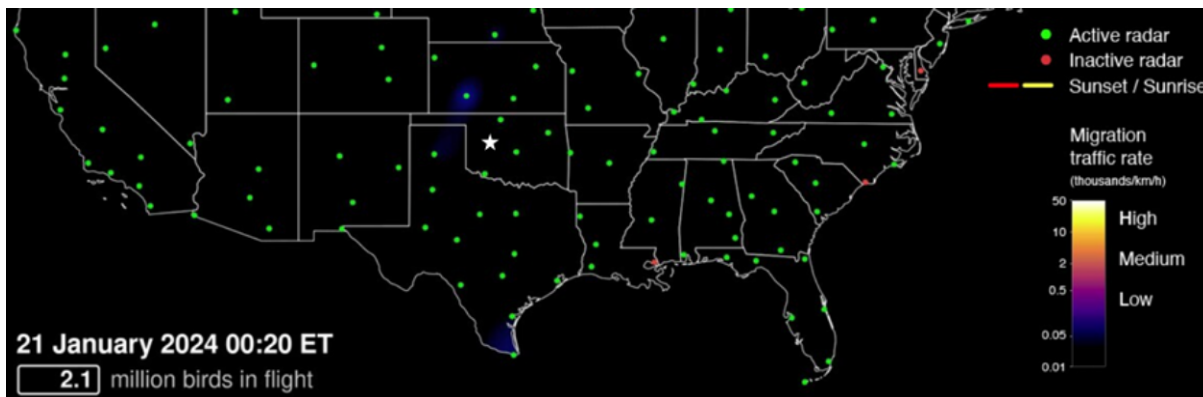 Active radar
Inactive radar
Sunset / Sunrise
Migration
traffic rate
(thousands/km/h)
50
High
10
Medium
2
0.5
Low
0.05
0.01
21 January 2024 00:20 ET
2.1 million birds in flight